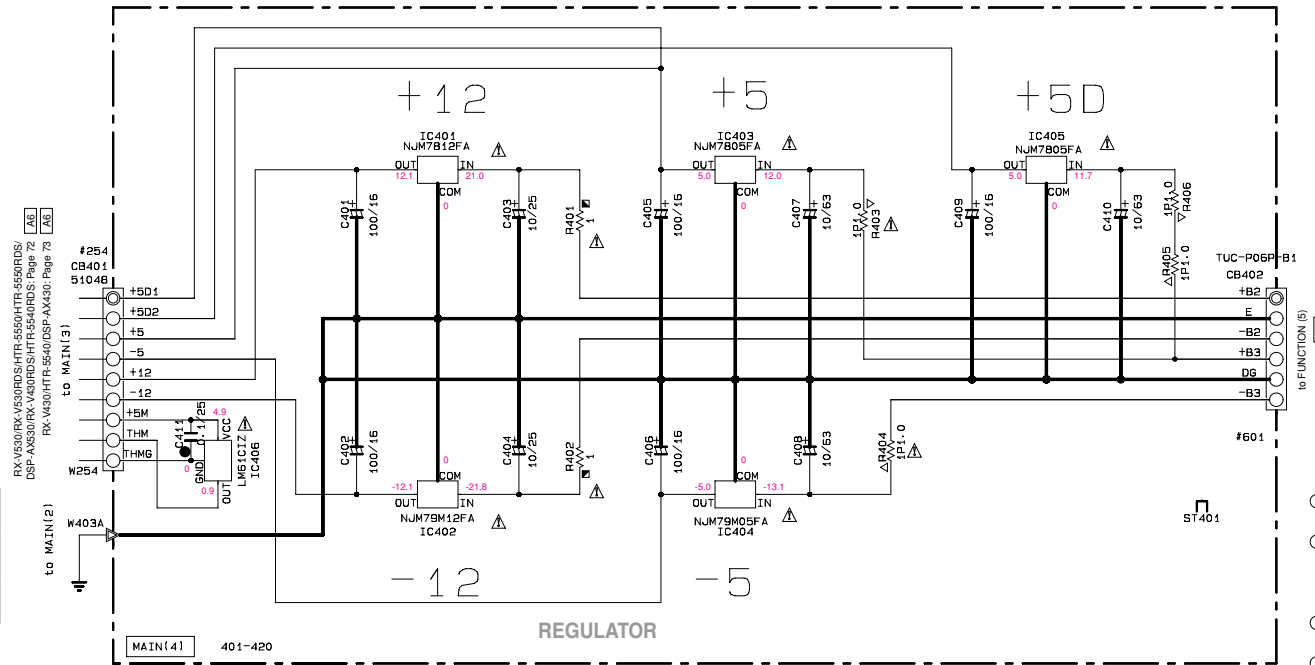 +12
+5
+5D
IC401
NJM7812FA
OUT
IN
12.1
21.0
COM
0
IC403
NJM7805FA
OUT
IN
5.0
12.0
COM
0
IC405
NJM7805FA
OUT
IN
5.0
11.7
COM
0
C401
100/16
C403
10/25
R401
1
C405
100/16
C407
10/63
1P1.0
R403
C409
100/16
C410
10/63
1P1.0
R406
R405
1P1.0
RX-V530/RX-V530RDS/HTR-5550/HTR-5550RDS/
DSP-AX530/RX-V430RDS/HTR-5540RDS: Page 72 A6
RX-V430/HTR-5540/DSP-AX430: Page 73 A6
to MAIN(3)
#254
CB401
51048
+5D1
+5D2
+5
-5
+12
-12
+5M
THM
THMG
W254
C411
0.1/25
4.9
VCC
GND
0
0.9
OUT
LM61CIZ
IC406
TUC-P06P-B1
CB402
+B2
E
-B2
+B3
DG
-B3
#601
to FUNCTION (5)
C402
100/16
C404
10/25
R402
1
C406
100/16
C408
10/63
R404
1P1.0
0
COM
-12.1
-21.8
OUT
IN
NJM79M12FA
IC402
0
COM
-5.0
-13.1
OUT
IN
NJM79M05FA
IC404
to MAIN(2)
W403A
ST401
-12
-5
REGULATOR
MAIN(4)
401-420